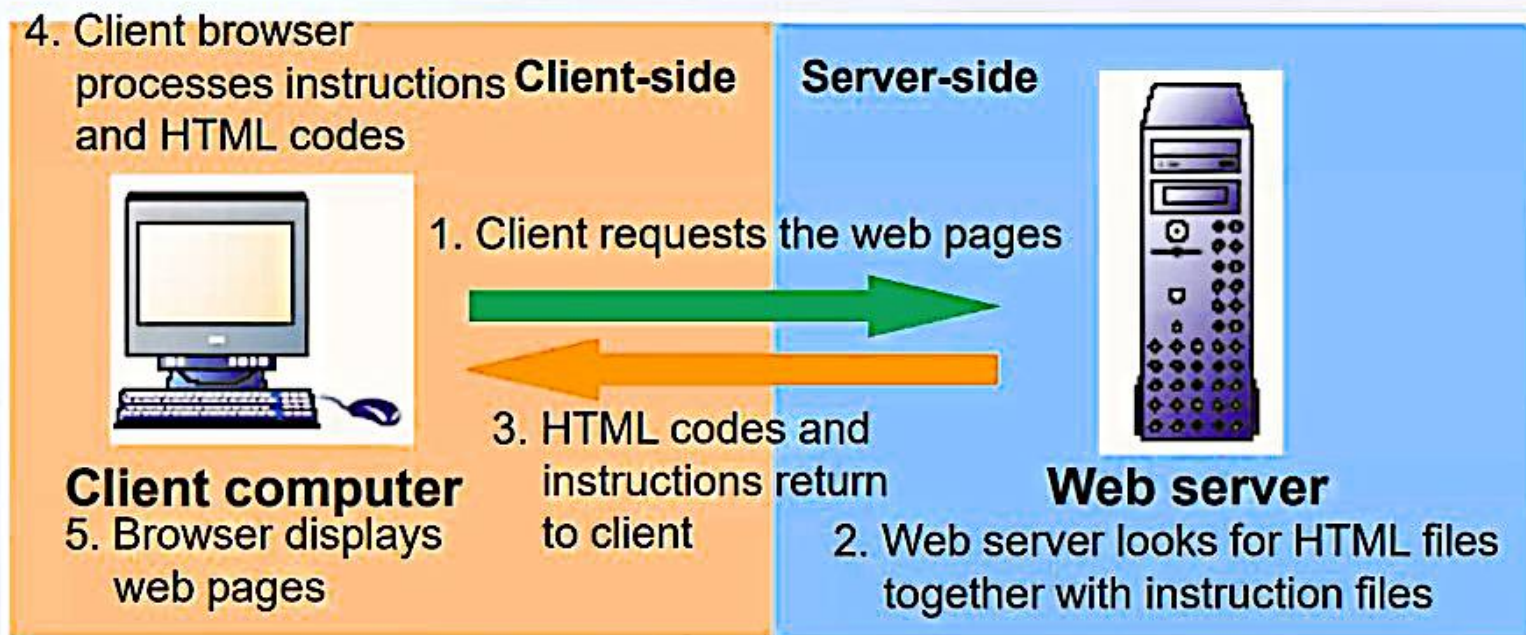 4. Client browser
processes instructions
and HTML codes
Client-side
Server-side
1. Client requests the web pages
3. HTML codes and
instructions return
to client
Client computer
5. Browser displays
web pages
Web server
2. Web server looks for HTML files
together with instruction files